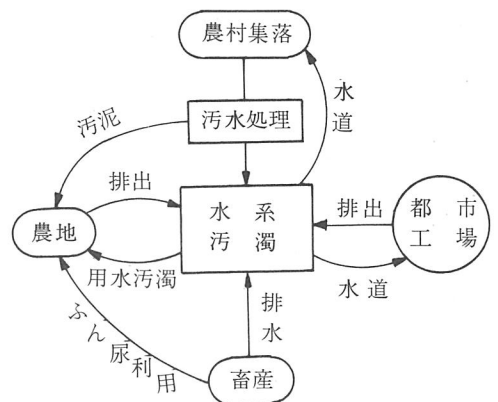 農村集落
水道
汚泥
汚水処理
排出
水系
汚濁
排出
都市
工場
農地
用水汚濁
水道
排水
ふん尿利用
畜産